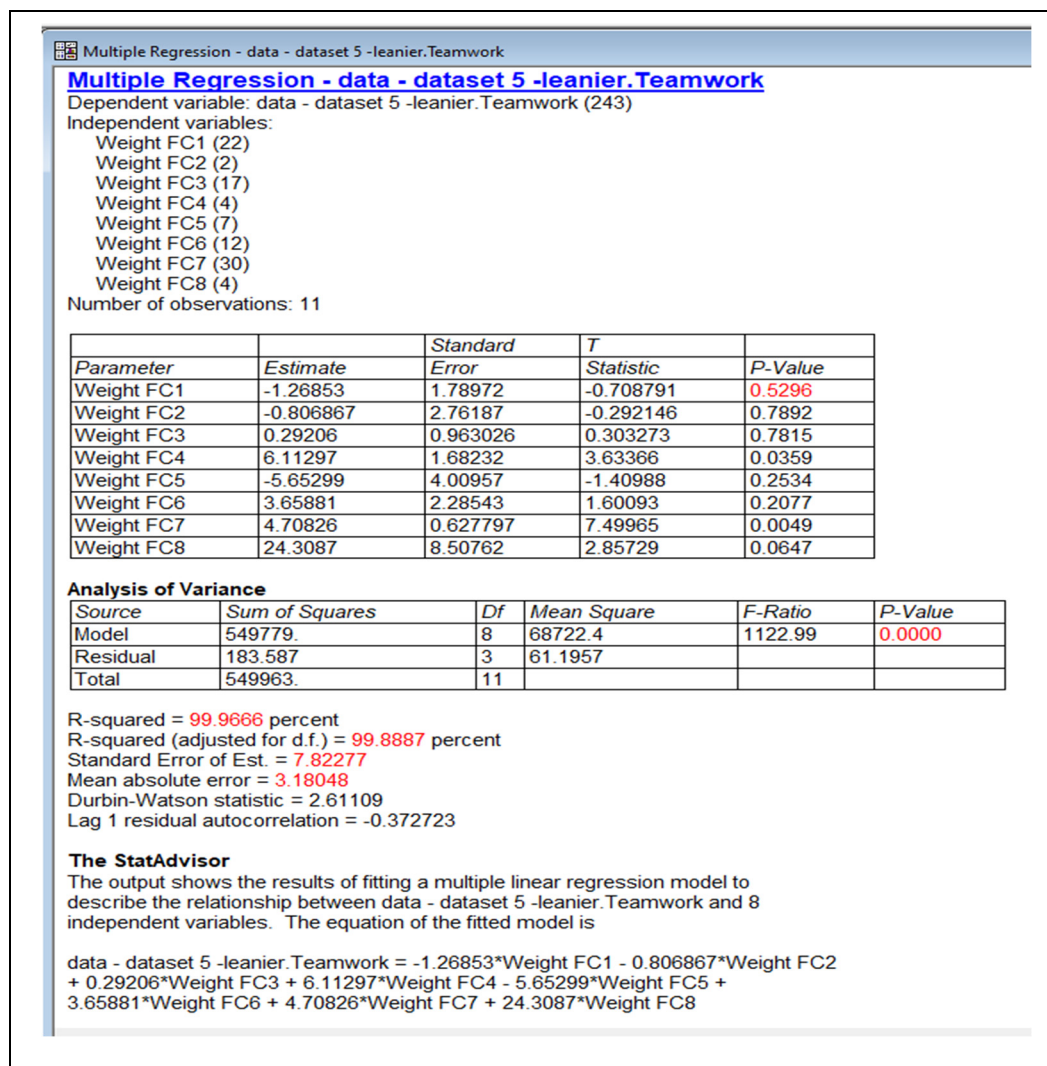 Multiple Regression - data - dataset 5 -leanier.Teamwork
Multiple Regression - data - dataset 5 -leanier.Teamwork
Dependent variable: data - dataset 5 -leanier.Teamwork (243)
Independent variables:
Weight FC1 (22)
Weight FC2 (2)
Weight FC3 (17)
Weight FC4 (4)
Weight FC5 (7)
Weight FC6 (12)
Weight FC7 (30)
Weight FC8 (4)
Number of observations: 11
Standard T
Parameter Estimate Error Statistic P-Value
Weight FC1 -1.26853 1.78972 -0.708791 0.5296
Weight FC2 -0.806867 2.76187 -0.292146 0.7892
Weight FC3 0.29206 0.963026 0.303273 0.7815
Weight FC4 6.11297 1.68232 3.63366 0.0359
Weight FC5 -5.65299 4.00957 -1.40988 0.2534
Weight FC6 3.65881 2.28543 1.60093 0.2077
Weight FC7 4.70826 0.627797 7.49965 0.0049
Weight FC8 24.3087 8.50762 2.85729 0.0647
Analysis of Variance
Source Sum of Squares Df Mean Square F-Ratio P-Value
Model 549779. 8 68722.4 1122.99 0.0000
Residual 183.587 3 61.1957
Total 549963. 11
R-squared = 99.9666 percent
R-squared (adjusted for d.f.) = 99.8887 percent
Standard Error of Est. = 7.82277
Mean absolute error = 3.18048
Durbin-Watson statistic = 2.61109
Lag 1 residual autocorrelation = -0.372723
The StatAdvisor
The output shows the results of fitting a multiple linear regression model to
describe the relationship between data - dataset 5 -leanier.Teamwork and 8
independent variables.  The equation of the fitted model is
data - dataset 5 -leanier.Teamwork = -1.26853*Weight FC1 - 0.806867*Weight FC2
+ 0.29206*Weight FC3 + 6.11297*Weight FC4 - 5.65299*Weight FC5 +
3.65881*Weight FC6 + 4.70826*Weight FC7 + 24.3087*Weight FC8